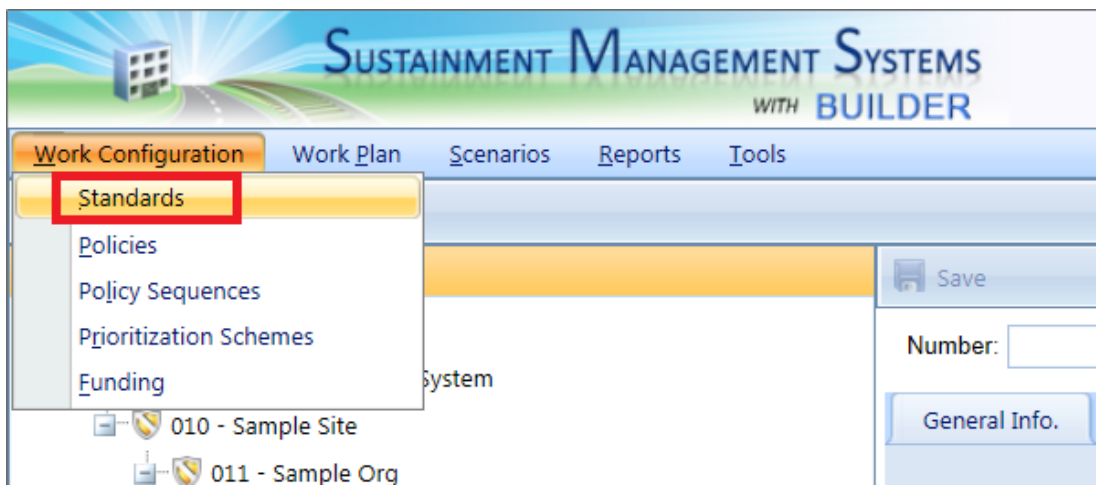 SUSTAINMENT MANAGEMENT SYSTEMS
WITH BUILDER
Work Configuration Work Plan Scenarios Reports Tools
Standards
Policies
Policy Sequences
Prioritization Schemes
Funding
System
010 - Sample Site
011 - Sample Org
Save
Number:
General Info.